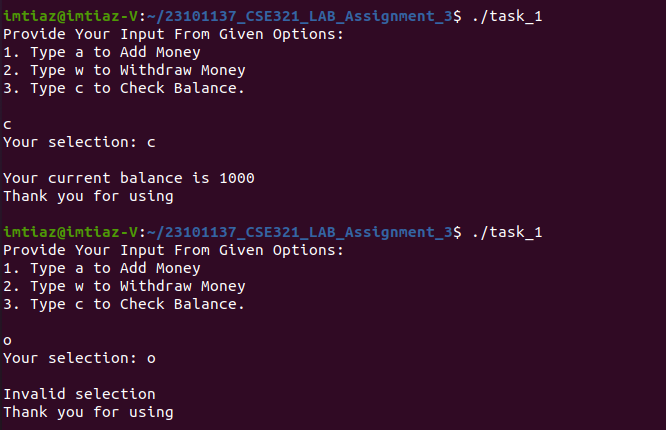 imtiaz@imtiaz-V:~/23101137_CSE321_LAB_Assignment_3$ ./task_1
Provide Your Input From Given Options:
1. Type a to Add Money
2. Type w to Withdraw Money
3. Type c to Check Balance.
c
Your selection: c
Your current balance is 1000
Thank you for using
imtiaz@imtiaz-V:~/23101137_CSE321_LAB_Assignment_3$ ./task_1
Provide Your Input From Given Options:
1. Type a to Add Money
2. Type w to Withdraw Money
3. Type c to Check Balance.
o
Your selection: o
Invalid selection
Thank you for using